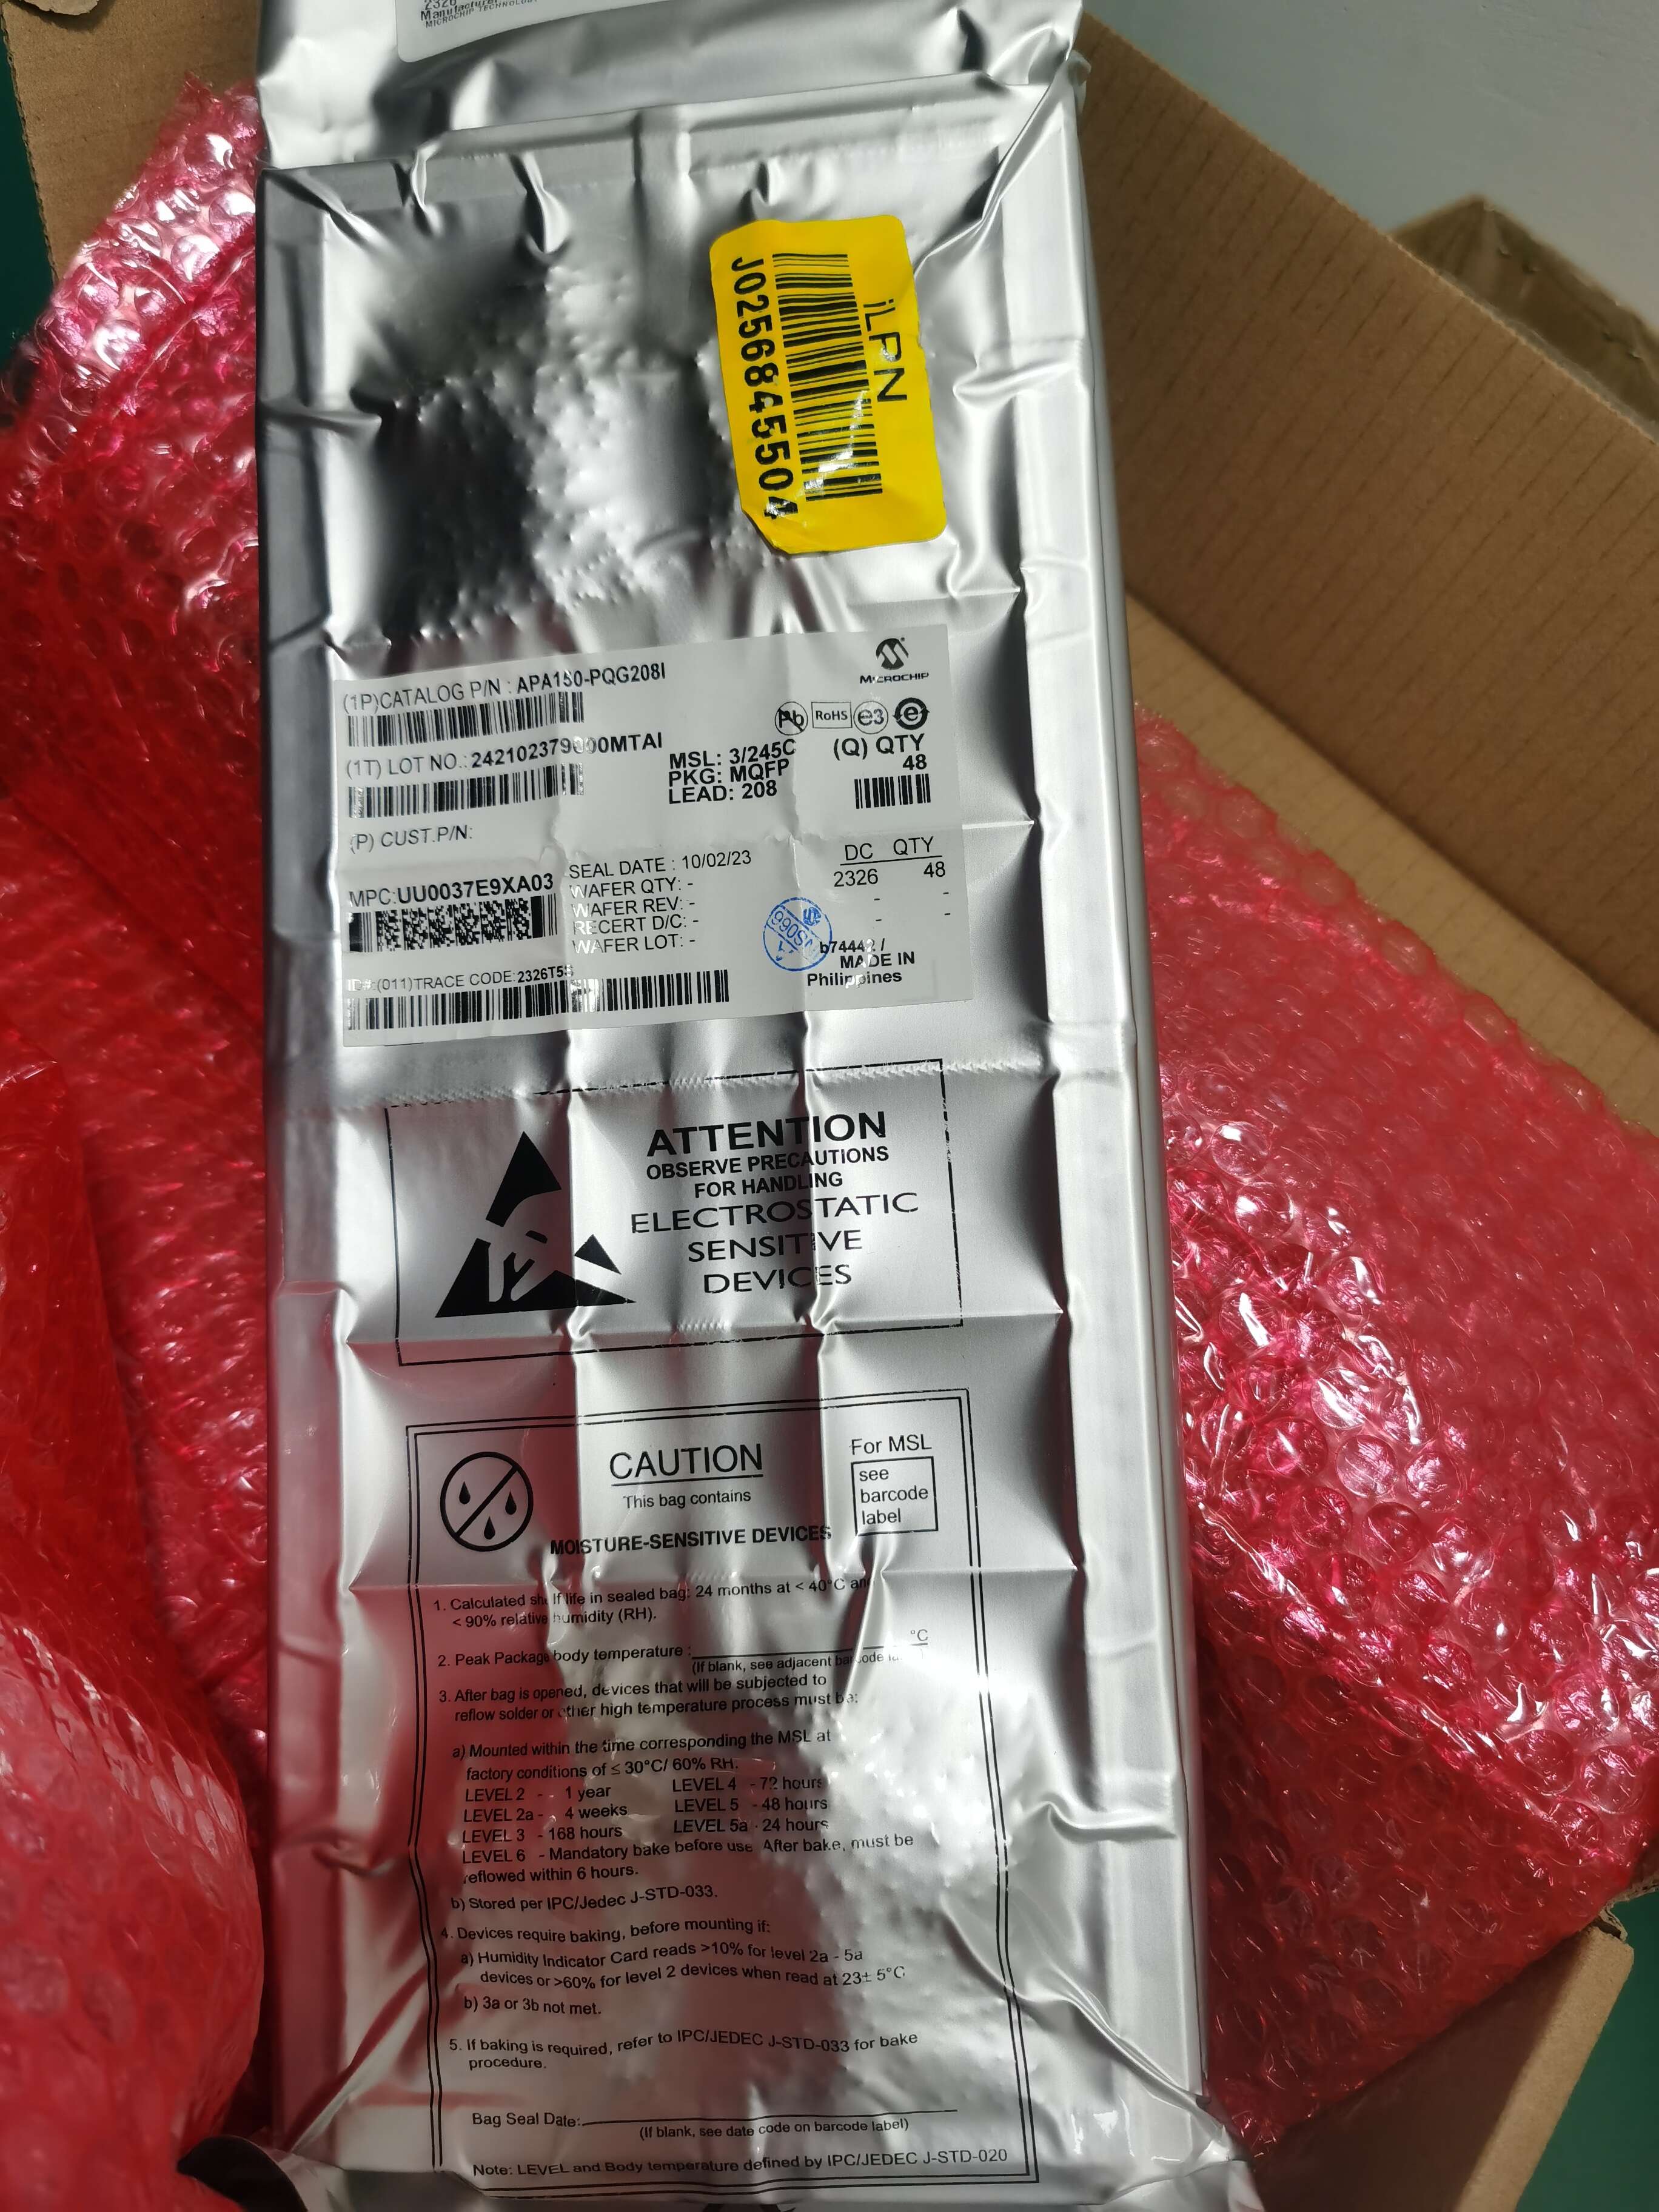 2326
Manufacturer
MICROCHIP TECHNOLOGY
iLPN
J0256845504
MICROCHIP
(1P)CATALOG P/N : APA150-PQG208I
Pb RoHS e3 e
(1T) LOT NO.: 242102379000MTAI
MSL: 3/245C
PKG: MQFP
LEAD: 208
(Q) QTY
48
(P) CUST.P/N:
MPC:UU0037E9XA03
SEAL DATE : 10/02/23
WAFER QTY: -
WAFER REV: -
RECERT D/C: -
WAFER LOT: -
DC QTY
2326 48
- -
- -
MADE IN
Philippines
ID#:(011)TRACE CODE:2326T5S
ATTENTION
OBSERVE PRECAUTIONS
FOR HANDLING
ELECTROSTATIC
SENSITIVE
DEVICES
CAUTION
This bag contains
MOISTURE-SENSITIVE DEVICES
For MSL
see
barcode
label
1. Calculated shelf life in sealed bag: 24 months at < 40°C and
< 90% relative humidity (RH).
2. Peak Package body temperature : °C
(If blank, see adjacent barcode
3. After bag is opened, devices that will be subjected to
reflow solder or other high temperature process must be:
a) Mounted within the time corresponding the MSL at
factory conditions of ≤ 30°C/ 60% RH.
LEVEL 2 - 1 year LEVEL 4 - 72 hours
LEVEL 2a - 4 weeks LEVEL 5 - 48 hours
LEVEL 3 - 168 hours LEVEL 5a - 24 hours
LEVEL 6 - Mandatory bake before use. After bake, must be
reflowed within 6 hours.
b) Stored per IPC/Jedec J-STD-033.
4. Devices require baking, before mounting if:
a) Humidity Indicator Card reads >10% for level 2a - 5a
devices or >60% for level 2 devices when read at 23± 5°C
b) 3a or 3b not met.
5. If baking is required, refer to IPC/JEDEC J-STD-033 for bake
procedure.
Bag Seal Date:
(If blank, see date code on barcode label)
Note: LEVEL and Body temperature defined by IPC/JEDEC J-STD-020